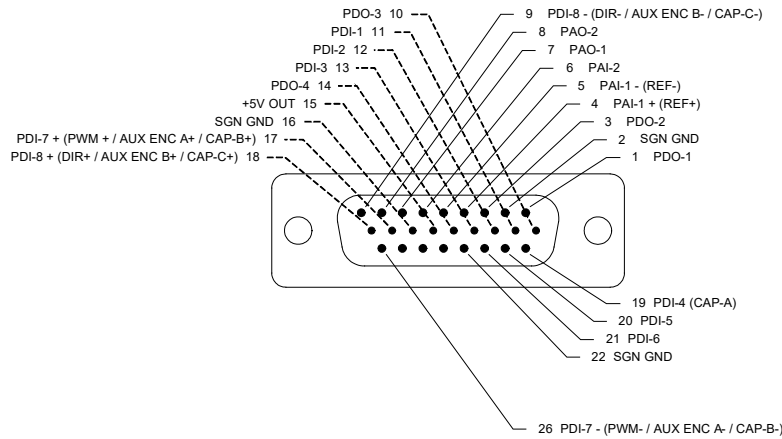 PDO-3 10
PDI-1 11
PDI-2 12
PDI-3 13
PDO-4 14
+5V OUT 15
SGN GND 16
PDI-7 + (PWM + / AUX ENC A+ / CAP-B+) 17
PDI-8 + (DIR+ / AUX ENC B+ / CAP-C+) 18
9 PDI-8 - (DIR- / AUX ENC B- / CAP-C-)
8 PAO-2
7 PAO-1
6 PAI-2
5 PAI-1 - (REF-)
4 PAI-1 + (REF+)
3 PDO-2
2 SGN GND
1 PDO-1
19 PDI-4 (CAP-A)
20 PDI-5
21 PDI-6
22 SGN GND
26 PDI-7 - (PWM- / AUX ENC A- / CAP-B-)